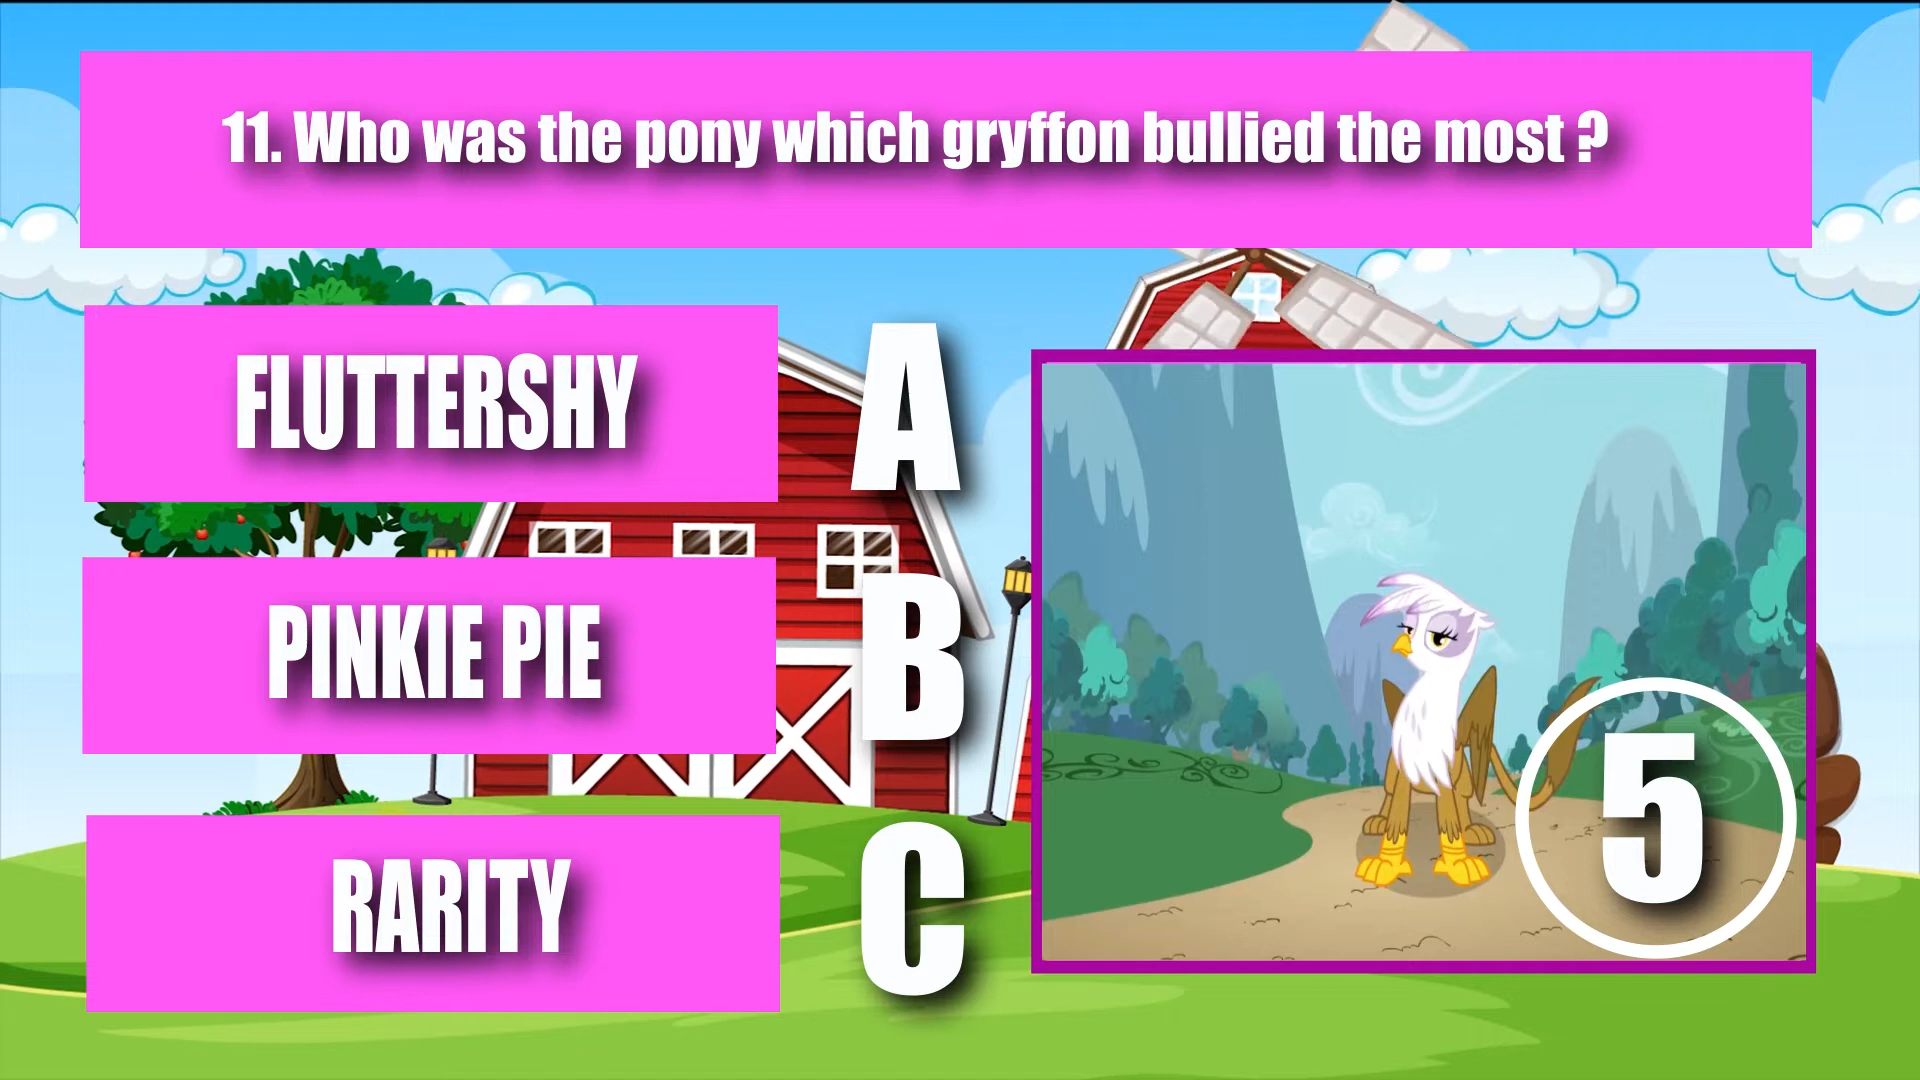 11. Who was the pony which gryffon bullied the most ?
FLUTTERSHY
A
PINKIE PIE
B
RARITY
C
5